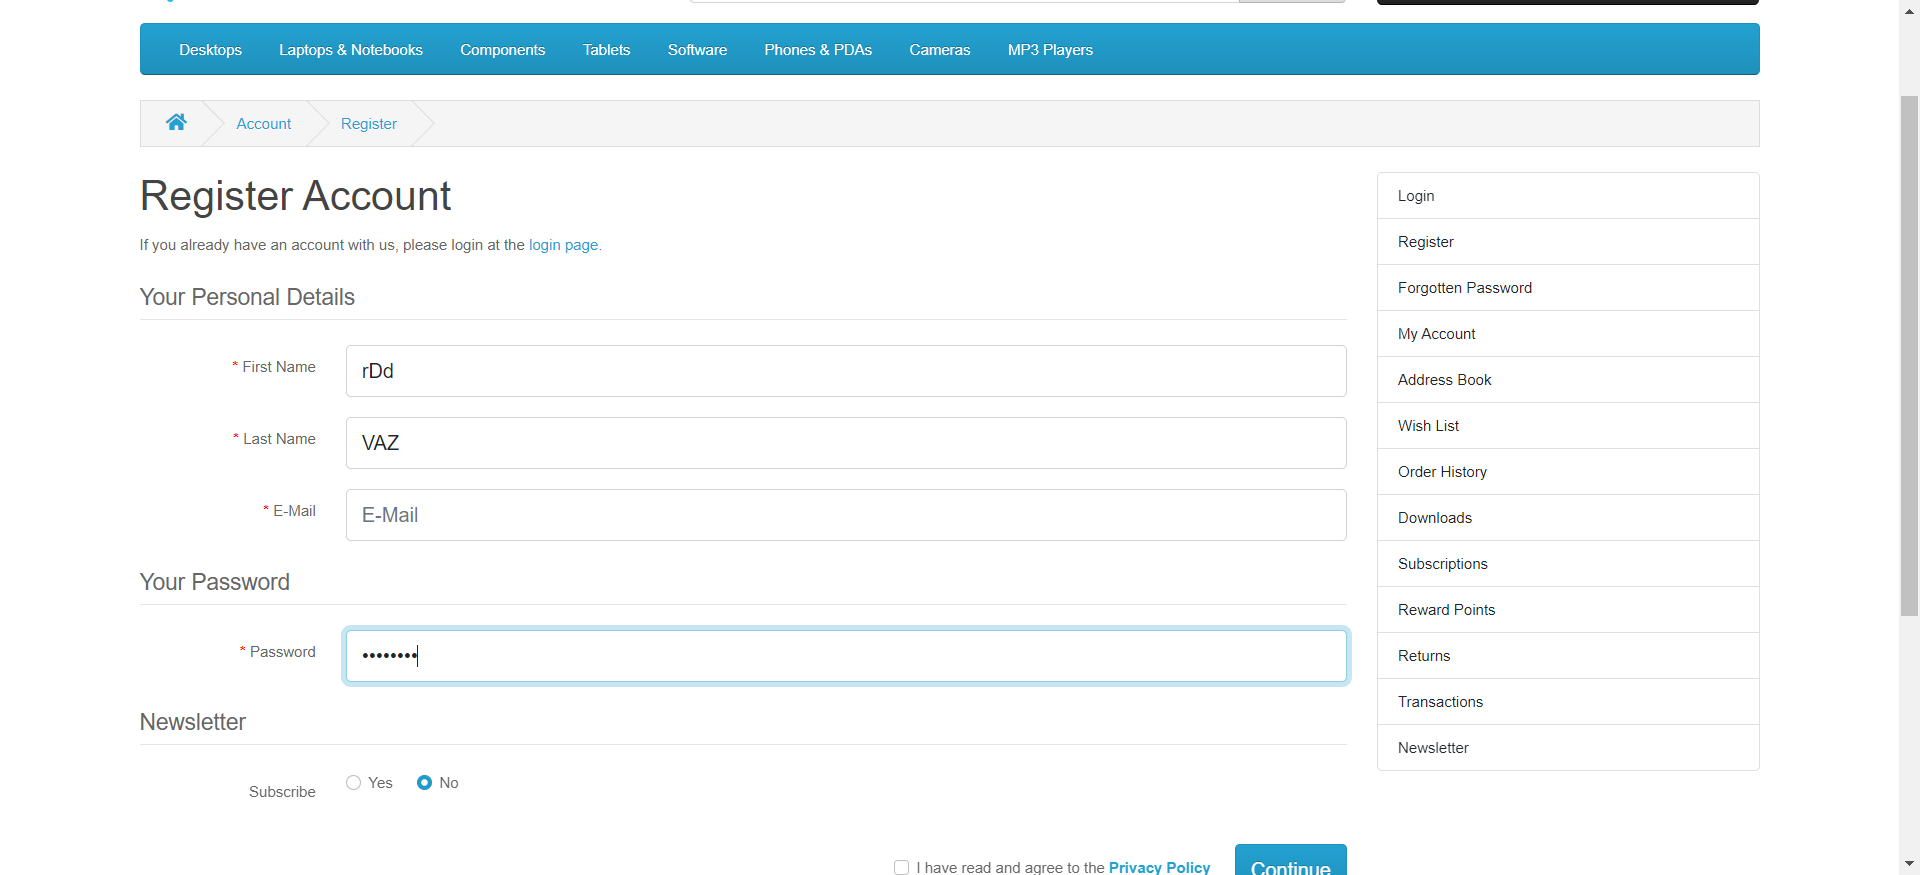 Desktops Laptops & Notebooks Components Tablets Software Phones & PDAs Cameras MP3 Players
Account Register
Register Account
If you already have an account with us, please login at the login page.
Your Personal Details
* First Name rDd
* Last Name VAZ
* E-Mail E-Mail
Your Password
* Password ••••••••
Newsletter
Subscribe Yes No
I have read and agree to the Privacy Policy Continue
Login
Register
Forgotten Password
My Account
Address Book
Wish List
Order History
Downloads
Subscriptions
Reward Points
Returns
Transactions
Newsletter